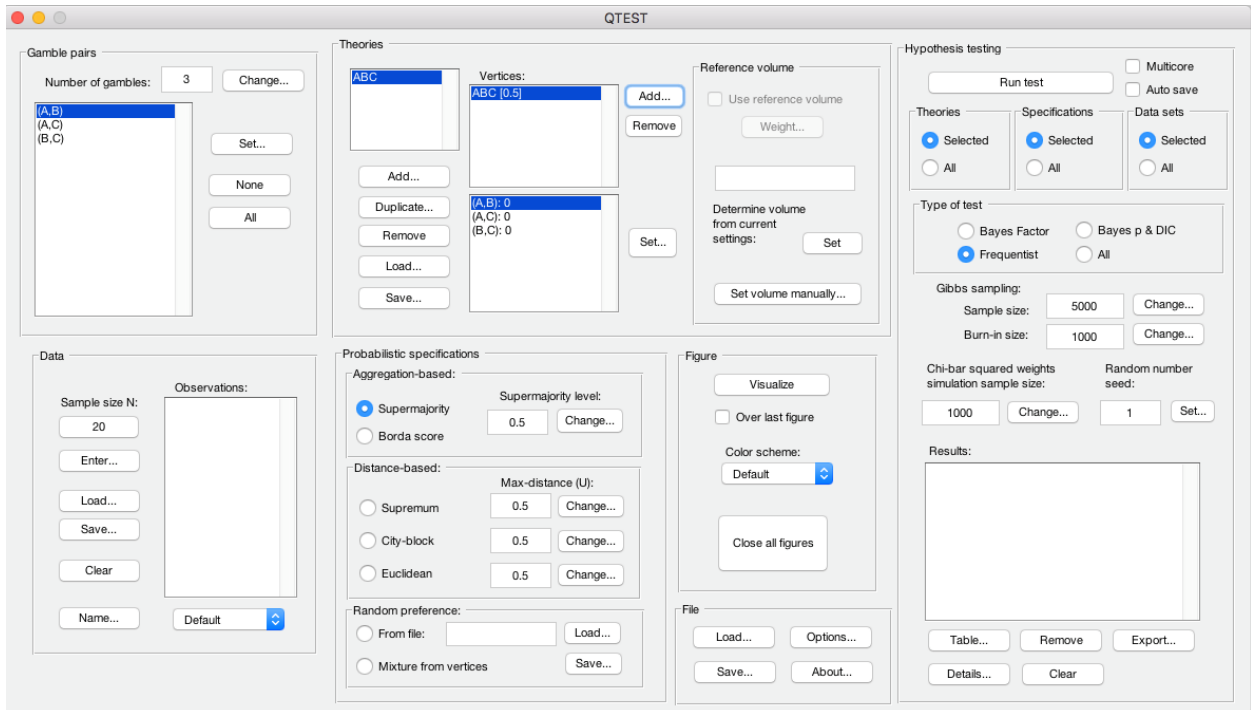 QTEST
Gamble pairs
Number of gambles: 3 Change...
(A,B)
(A,C)
(B,C)
Set...
None
All
Theories
ABC
Vertices:
ABC [0.5]
Add...
Remove
Add...
Duplicate...
Remove
Load...
Save...
(A,B): 0
(A,C): 0
(B,C): 0
Set...
Reference volume
Use reference volume
Weight...
Determine volume
from current
settings:
Set
Set volume manually...
Hypothesis testing
Run test
Multicore
Auto save
Theories
Selected
All
Specifications
Selected
All
Data sets
Selected
All
Type of test
Bayes Factor
Bayes p & DIC
Frequentist
All
Gibbs sampling:
Sample size: 5000 Change...
Burn-in size: 1000 Change...
Chi-bar squared weights
simulation sample size:
1000 Change...
Random number
seed:
1 Set...
Results:
Table...
Remove
Export...
Details...
Clear
Data
Sample size N:
20
Enter...
Load...
Save...
Clear
Name...
Observations:
Default
Probabilistic specifications
Aggregation-based:
Supermajority
Borda score
Supermajority level:
0.5 Change...
Distance-based:
Max-distance (U):
Supremum 0.5 Change...
City-block 0.5 Change...
Euclidean 0.5 Change...
Random preference:
From file: Load...
Mixture from vertices Save...
Figure
Visualize
Over last figure
Color scheme:
Default
Close all figures
File
Load...
Options...
Save...
About...